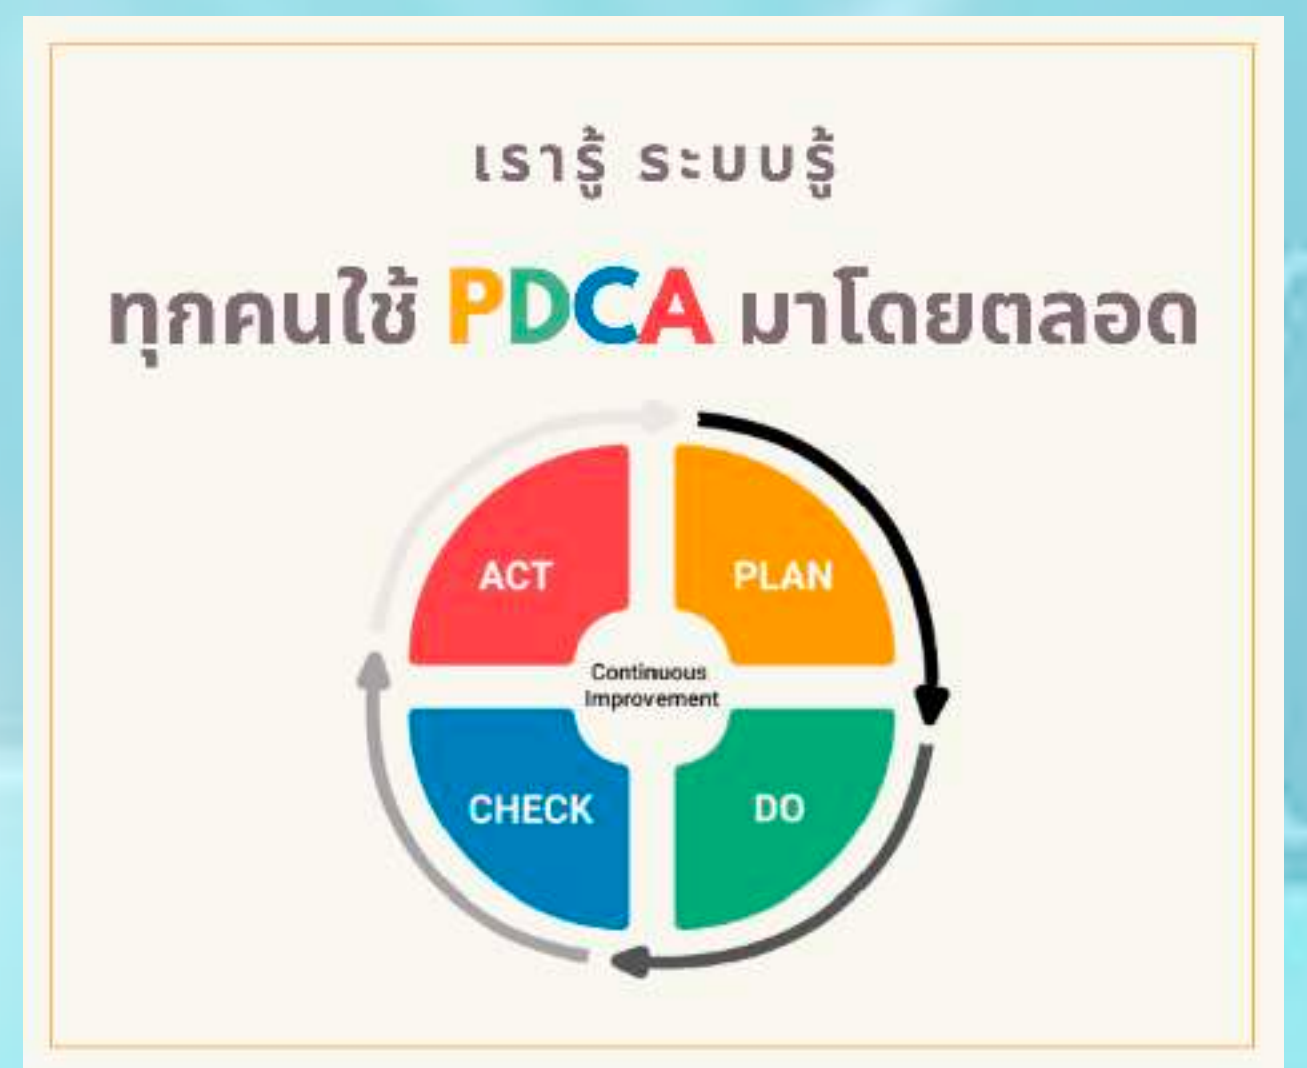 เรารู้ ระบบรู้
ทุกคนใช้ PDCA มาโดยตลอด
ACT
PLAN
Continuous
Improvement
CHECK
DO